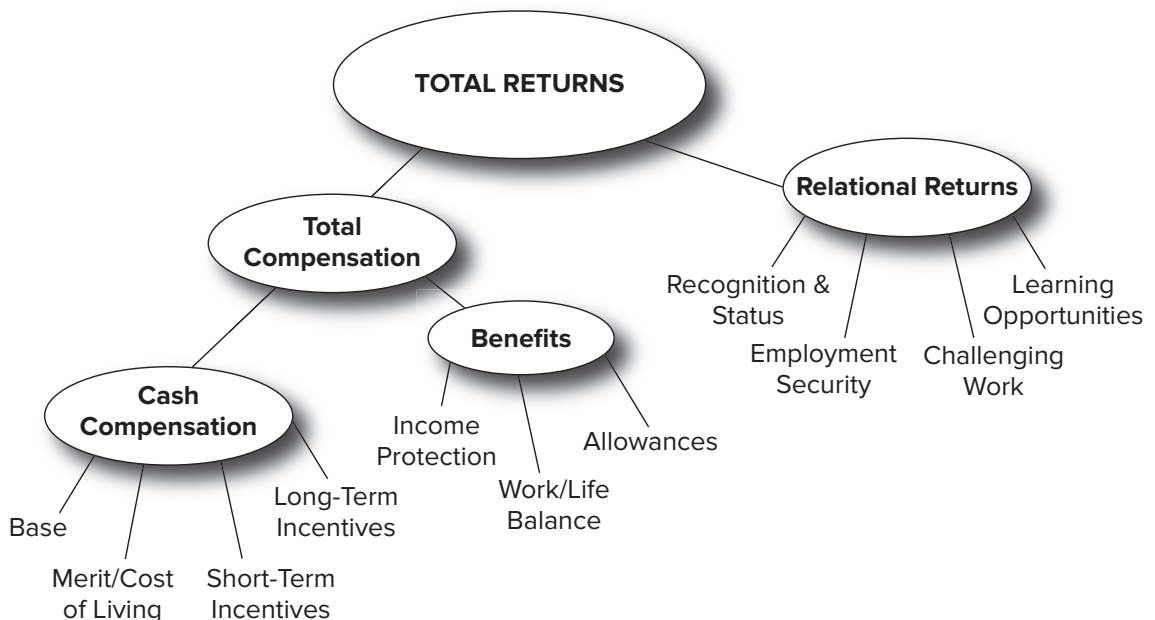 TOTAL RETURNS
Relational Returns
Total
Compensation
Recognition &
Status
Learning
Opportunities
Employment
Security
Challenging
Work
Benefits
Cash
Compensation
Income
Protection
Allowances
Work/Life
Balance
Long-Term
Incentives
Base
Merit/Cost
of Living
Short-Term
Incentives